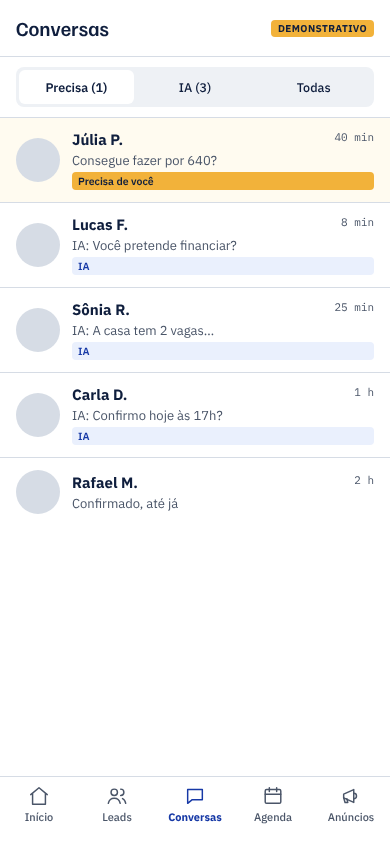 Conversas
DEMONSTRATIVO
Precisa (1)
IA (3)
Todas
Júlia P.
40 min
Consegue fazer por 640?
Precisa de você
Lucas F.
8 min
IA: Você pretende financiar?
IA
Sônia R.
25 min
IA: A casa tem 2 vagas...
IA
Carla D.
1 h
IA: Confirmo hoje às 17h?
IA
Rafael M.
2 h
Confirmado, até já
Início
Leads
Conversas
Agenda
Anúncios